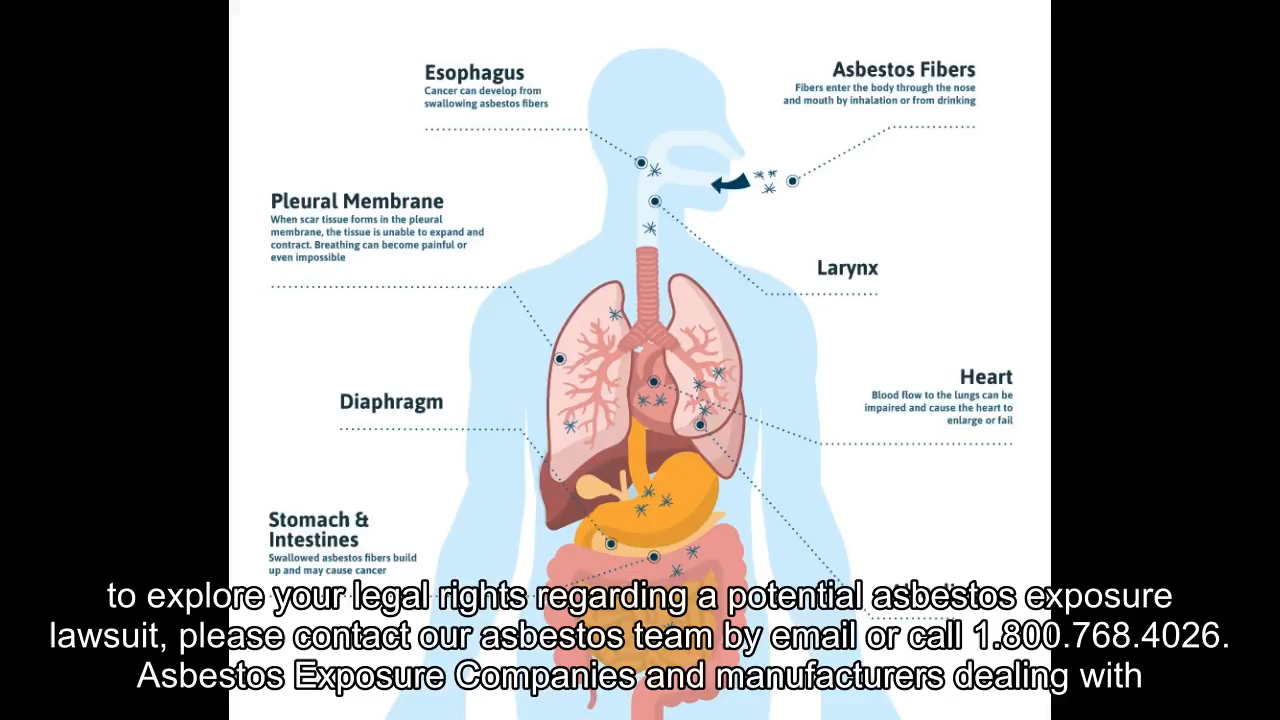 Esophagus
Cancer can develop from
swallowing asbestos fibers
Asbestos Fibers
Fibers enter the body through the nose
and mouth by inhalation or from drinking
Pleural Membrane
When scar tissue forms in the pleural
membrane, the tissue is unable to expand and
contract. Breathing can become painful or
even impossible
Larynx
Heart
Blood flow to the lungs can be
impaired and cause the heart to
enlarge or fail
Diaphragm
Stomach &
Intestines
Swallowed asbestos fibers build
up and may cause cancer
to explore your legal rights regarding a potential asbestos exposure
lawsuit, please contact our asbestos team by email or call 1.800.768.4026.
Asbestos Exposure Companies and manufacturers dealing with